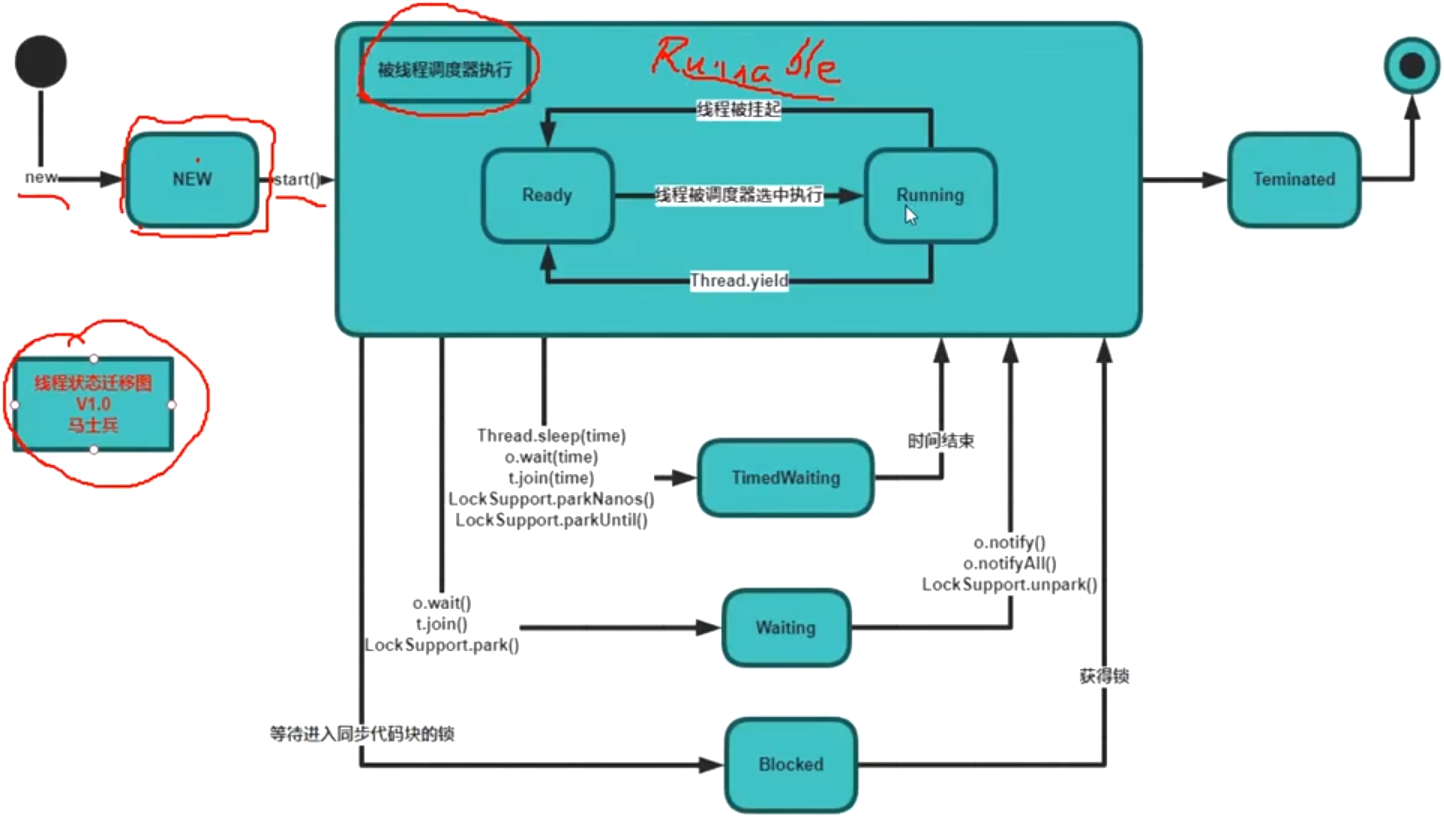 被线程调度器执行
Runnable
线程被挂起
new
NEW
start()
Ready
线程被调度器选中执行
Running
Teminated
Thread.yield
线程状态迁移图
V1.0
马士兵
Thread.sleep(time)
o.wait(time)
t.join(time)
LockSupport.parkNanos()
LockSupport.parkUntil()
TimedWaiting
时间结束
o.wait()
t.join()
LockSupport.park()
Waiting
o.notify()
o.notifyAll()
LockSupport.unpark()
等待进入同步代码块的锁
Blocked
获得锁